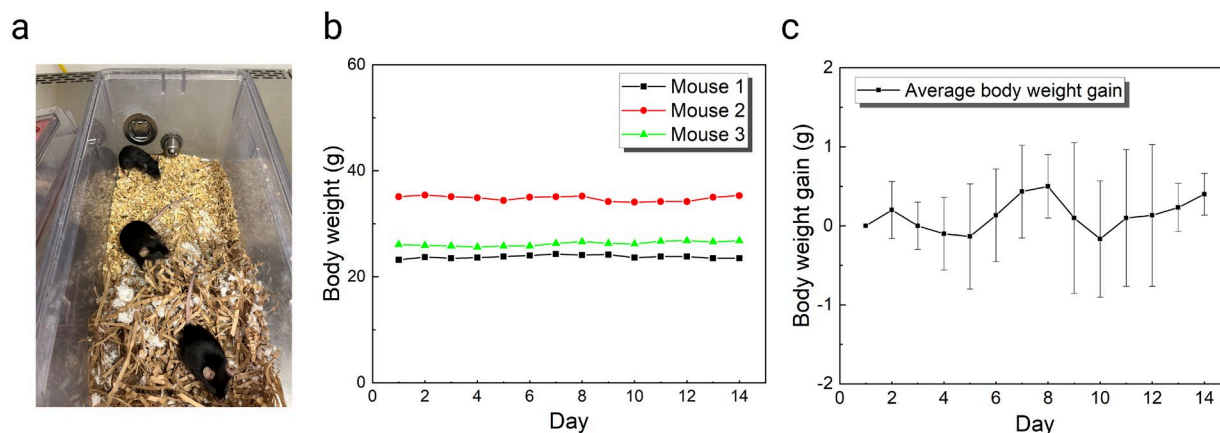 a
b
c
60
40
20
0
0
2
4
6
8
10
12
14
Body weight (g)
Day
Mouse 1
Mouse 2
Mouse 3
2
1
0
-1
-2
0
2
4
6
8
10
12
14
Body weight gain (g)
Day
Average body weight gain